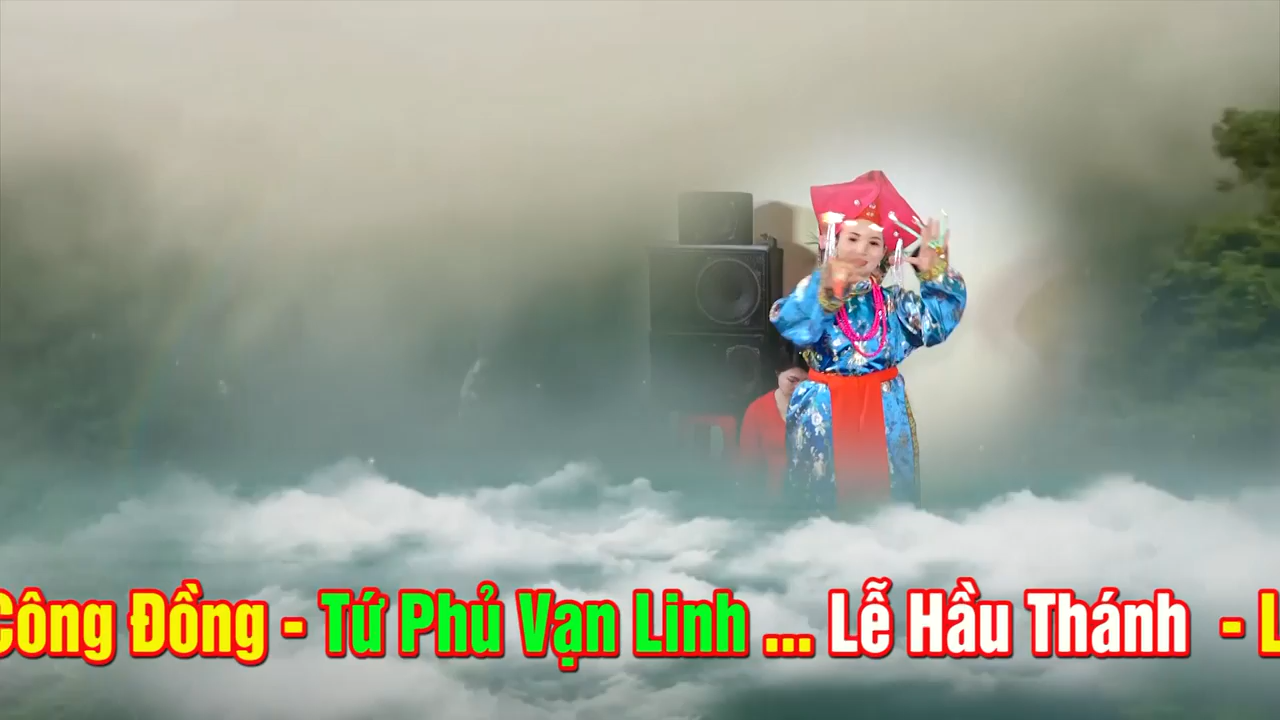 Công Đồng - Tứ Phủ Vạn Linh ... Lễ Hầu Thánh - L